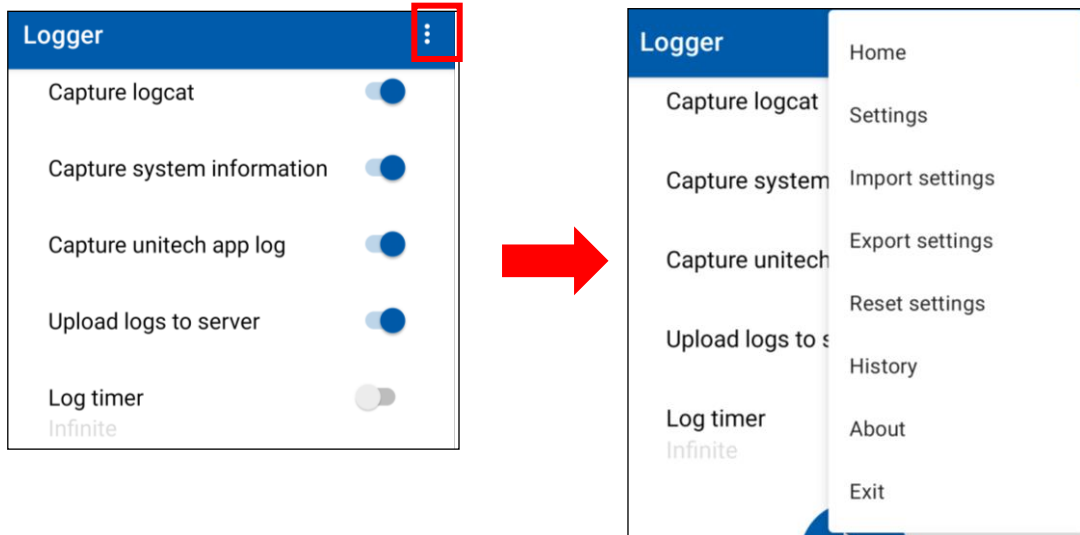 Logger
Capture logcat
Capture system information
Capture unitech app log
Upload logs to server
Log timer
Infinite
Logger
Capture logcat
Capture system
Capture unitech
Upload logs to s
Log timer
Infinite
Home
Settings
Import settings
Export settings
Reset settings
History
About
Exit